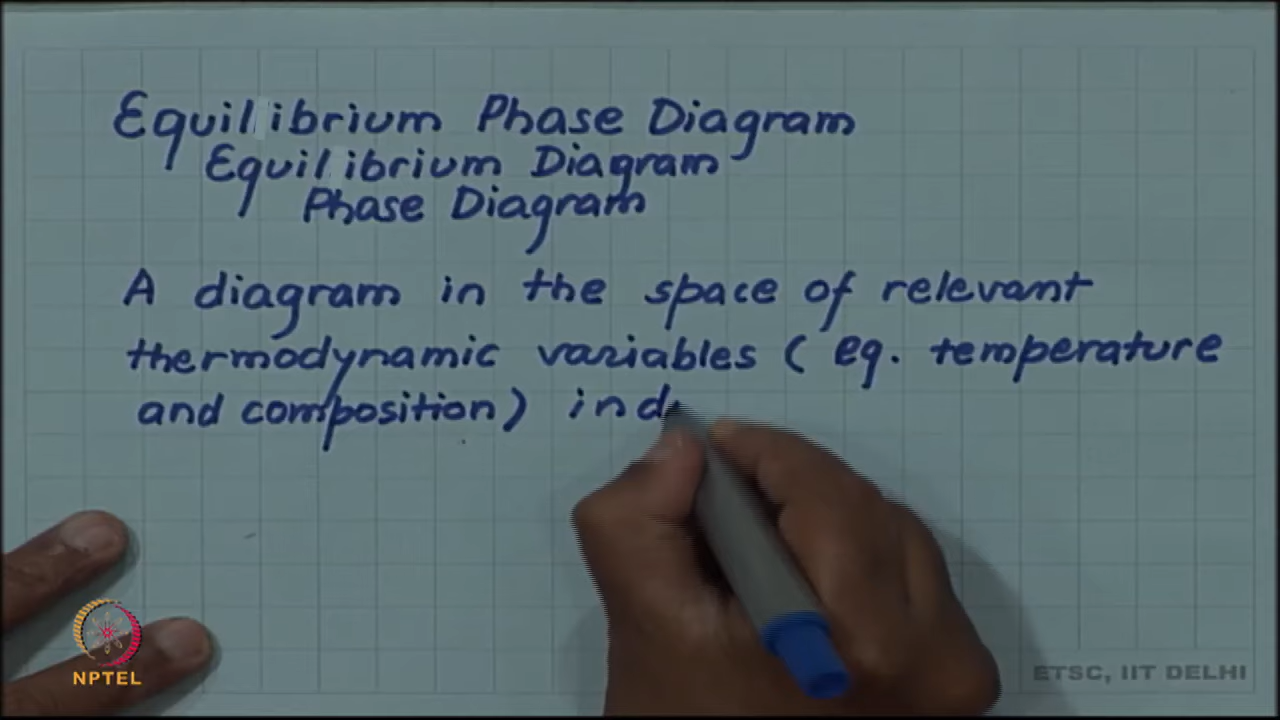 Equilibrium Phase Diagram
Equilibrium Diagram
Phase Diagram
A diagram in the space of relevant
thermodynamic variables ( eg. temperature
and composition) ind
NPTEL
ETSC, IIT DELHI